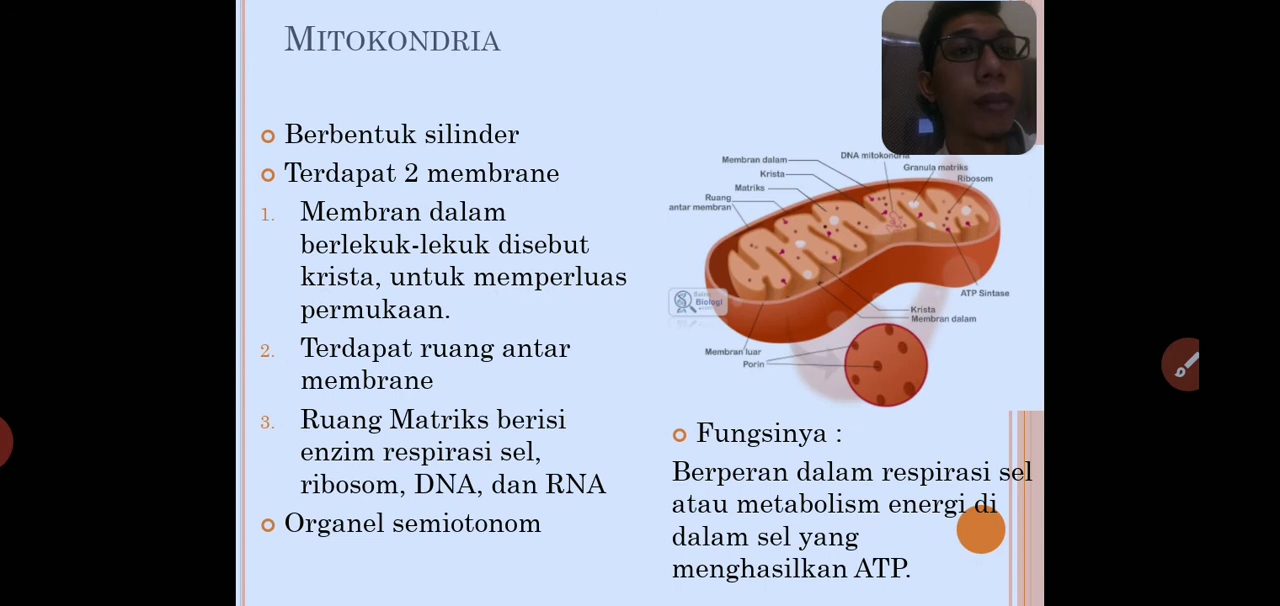 MITOKONDRIA
Berbentuk silinder
Terdapat 2 membrane
1. Membran dalam
berlekuk-lekuk disebut
krista, untuk memperluas
permukaan.
2. Terdapat ruang antar
membrane
3. Ruang Matriks berisi
enzim respirasi sel,
ribosom, DNA, dan RNA
Organel semiotonom
Membran dalam
Krista
Matriks
Ruang
antar membran
DNA mitokondria
Granula matriks
Ribosom
ATP Sintase
Krista
Membran dalam
Membran luar
Porin
Biologi
Fungsinya :
Berperan dalam respirasi sel
atau metabolism energi di
dalam sel yang
menghasilkan ATP.